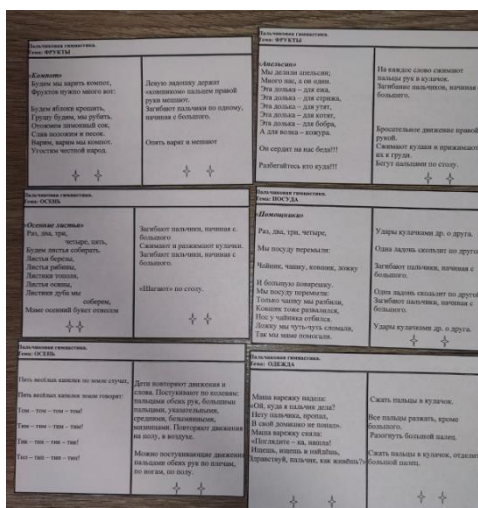 Пальчиковая гимнастика.
Тема: ФРУКТЫ
«Компот»
Будем мы варить компот,
Фруктов нужно много вот:
Будем яблоки крошить,
Грушу будем, мы рубить.
Отожмем лимонный сок,
Слив положим и песок.
Варим, варим мы компот.
Угостим честной народ.
Левую ладошку держат
«ковшиком» пальцем правой
руки мешают.
Загибают пальчики по одному,
начиная с большого.
Опять варят и мешают
Пальчиковая гимнастика.
Тема: ФРУКТЫ
«Апельсин»
Мы делили апельсин;
Много нас, а он один.
Эта долька – для ежа,
Эта долька – для стрижа,
Эта долька – для утят,
Эта долька – для котят,
Эта долька – для бобра,
А для волка – кожура.
Он сердит на нас беда!!!
Разбегайтесь кто куда!!!
На каждое слово сжимают
пальцы рук в кулачок.
Загибание пальчиков, начиная
большого.
Бросательное движение правой
рукой.
Сжимают кулаки и прижимают
их к груди.
Бегут пальцами по столу.
Пальчиковая гимнастика.
Тема: ОСЕНЬ
«Осенние листья»
Раз, два, три,
четыре, пять,
Будем листья собирать.
Листья березы,
Листья рябины,
Листики тополя,
Листья осины,
Листики дуба мы
соберем,
Маме осенний букет отнесем
Загибают пальчики, начиная с
большого
Сжимают и разжимают кулачки.
Загибают пальчики, начиная с
большого.
«Шагают» по столу.
Пальчиковая гимнастика.
Тема: ПОСУДА
«Помощники»
Раз, два, три, четыре,
Мы посуду перемыли:
Чайник, чашку, ковшик, ложку
И большую поварешку.
Мы посуду перемыли:
Только чашку мы разбили,
Ковшик тоже развалился,
Нос у чайника отбился.
Ложку мы чуть-чуть сломали,
Так мы маме помогали.
Удары кулачками др. о друга.
Одна ладонь скользит по друго
Загибают пальчики, начиная с
большого.
Одна ладонь скользит по другой
Загибают пальчики, начиная с
большого.
Удары кулачками др. о друга.
Пальчиковая гимнастика.
Тема: ОСЕНЬ
Пять весёлых капелек по земле стучат,
Пять весёлых капелек земле говорят:
Том – том – том – том!
Тим – тим – тим – тим!
Тик – тик – тик – тик!
Тип – тип – тип – тип!
Дети повторяют движения и
слова. Постукивают по коленям:
пальцами обеих рук, большими
пальцами, указательными,
средними, безымянными,
мизинцами. Повторяют движения
на полу, в воздухе.
Можно постукивающие движения
пальцами обеих рук по плечам,
по ногам, по полу.
Пальчиковая гимнастика.
Тема: ОДЕЖДА
Маша варежку надела:
«Ой, куда я пальчик дела?
Нету пальчика, пропал,
В свой домишко не попал».
Маша варежку сняла:
«Поглядите – ка, нашла!
Ищешь, ищешь и найдёшь,
Здравствуй, пальчик, как живёшь?»
Сжать пальцы в кулачок.
Все пальцы разжать, кроме
большого.
Разогнуть большой палец.
Сжать пальцы в кулачок, отделив
большой палец.